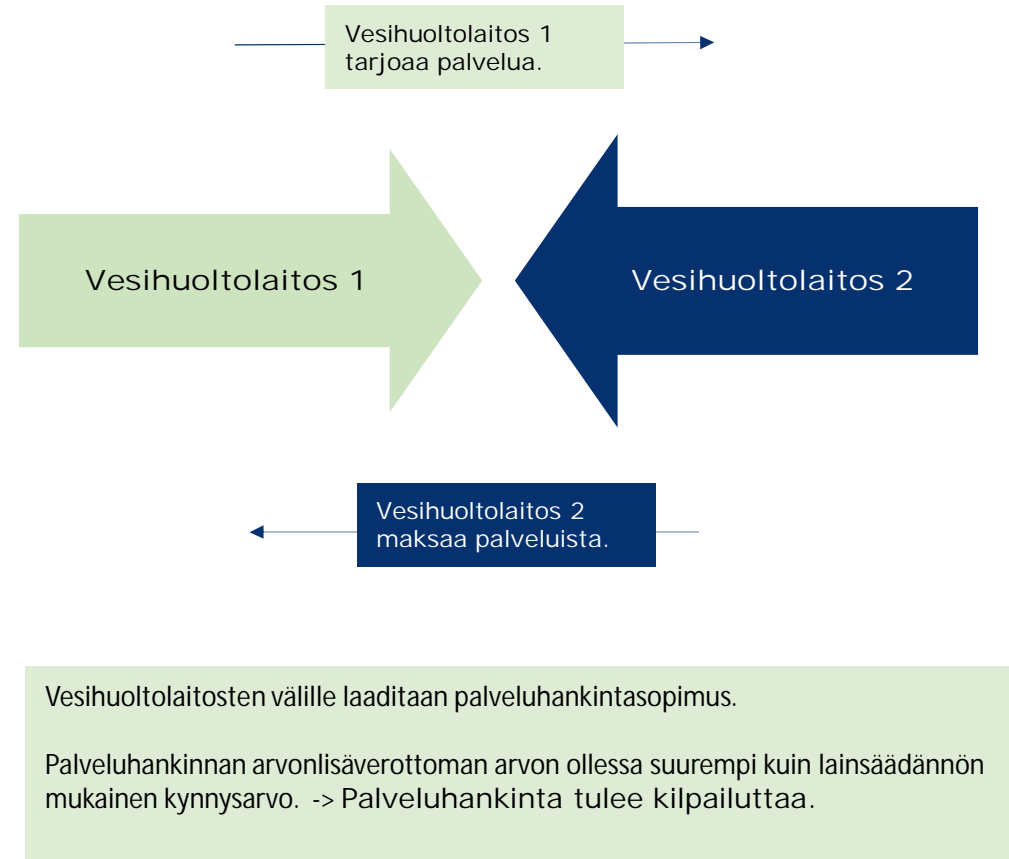 Vesihuoltolaitos 1
tarjoaa palvelua.
Vesihuoltolaitos 1
Vesihuoltolaitos 2
Vesihuoltolaitos 2
maksaa palveluista.
Vesihuoltolaitosten välille laaditaan palveluhankintasopimus.
Palveluhankinnan arvonlisäverottoman arvon ollessa suurempi kuin lainsäädännön
mukainen kynnysarvo. -> Palveluhankinta tulee kilpailuttaa.